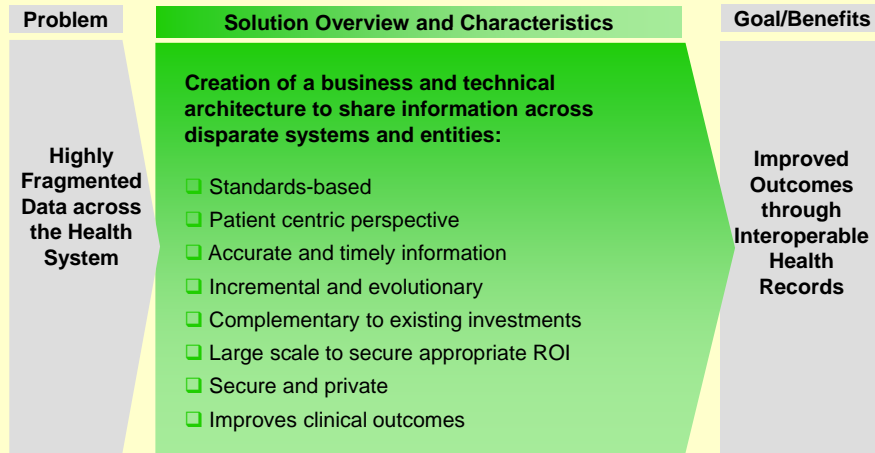 Problem
Solution Overview and Characteristics
Goal/Benefits
Highly
Fragmented
Data across
the Health
System
Creation of a business and technical
architecture to share information across
disparate systems and entities:
Standards-based
Patient centric perspective
Accurate and timely information
Incremental and evolutionary
Complementary to existing investments
Large scale to secure appropriate ROI
Secure and private
Improves clinical outcomes
Improved
Outcomes
through
Interoperable
Health
Records